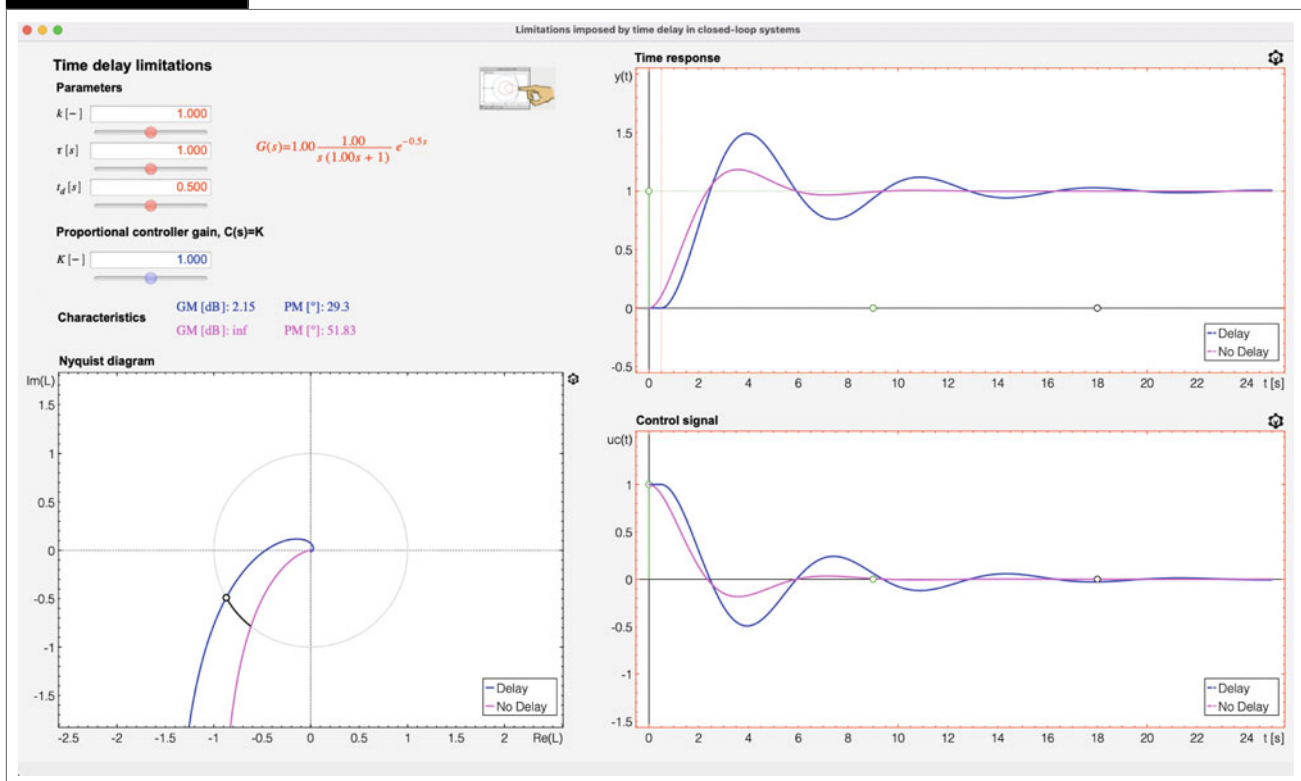 Limitations imposed by time delay in closed-loop systems
Time delay limitations
Parameters
k [−] 1.000
τ [s] 1.000
t_d [s] 0.500
G(s)=1.00 1.00 / s (1.00s + 1) e^−0.5s
Proportional controller gain, C(s)=K
K [−] 1.000
Characteristics
GM [dB]: 2.15 PM [°]: 29.3
GM [dB]: inf PM [°]: 51.83
Nyquist diagram
Im(L)
1.5
1
0.5
0
-0.5
-1
-1.5
-2.5 -2 -1.5 -1 -0.5 0 0.5 1 1.5 2 Re(L)
Delay
No Delay
Time response
y(t)
1.5
1
0.5
0
-0.5
0 2 4 6 8 10 12 14 16 18 20 22 24 t [s]
Delay
No Delay
Control signal
uc(t)
1
0.5
0
-0.5
-1
-1.5
0 2 4 6 8 10 12 14 16 18 20 22 24 t [s]
Delay
No Delay